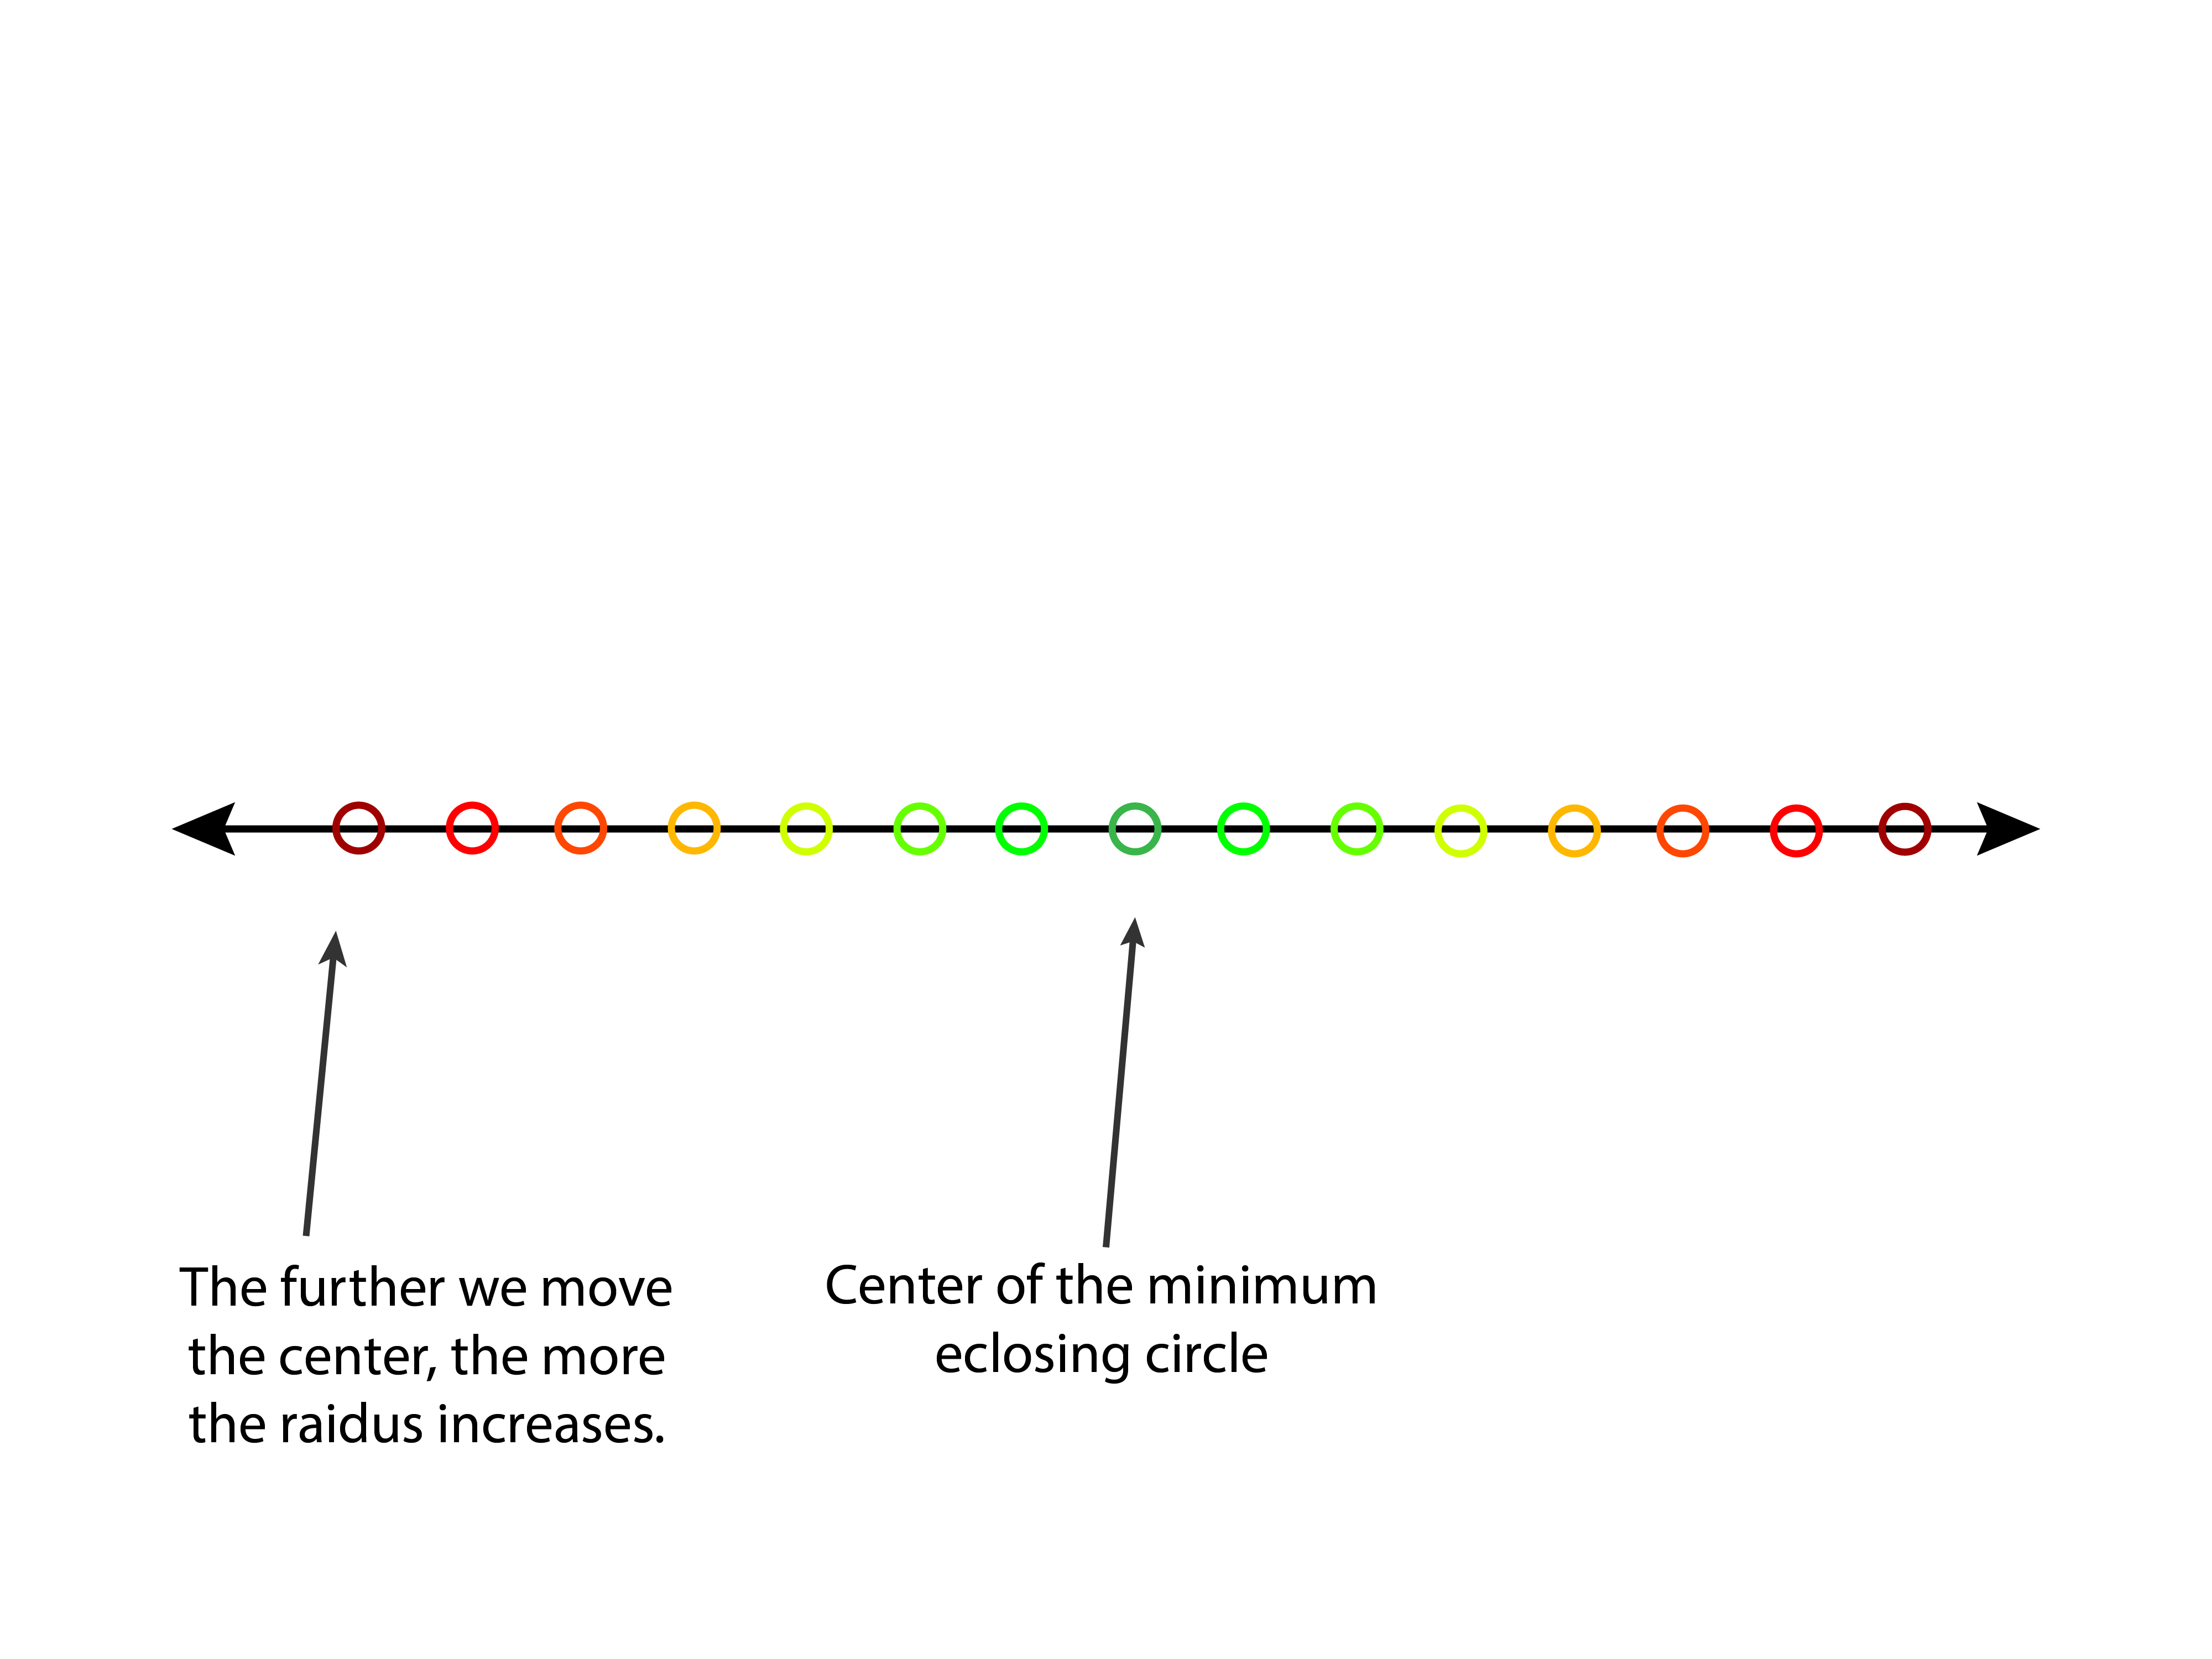 The further we move
the center, the more
the raidus increases.
Center of the minimum
eclosing circle